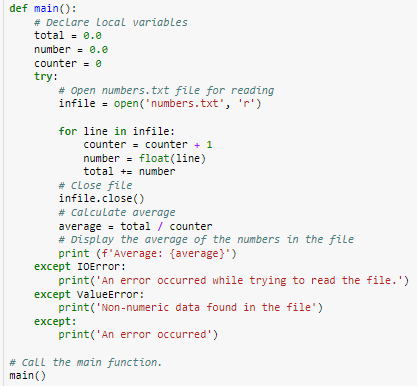 def main():
    # Declare local variables
    total = 0.0
    number = 0.0
    counter = 0
    try:
        # Open numbers.txt file for reading
        infile = open('numbers.txt', 'r')

        for line in infile:
            counter = counter + 1
            number = float(line)
            total += number
        # Close file
        infile.close()
        # Calculate average
        average = total / counter
        # Display the average of the numbers in the file
        print (f'Average: {average}')
    except IOError:
        print('An error occurred while trying to read the file.')
    except ValueError:
        print('Non-numeric data found in the file')
    except:
        print('An error occurred')

# Call the main function.
main()